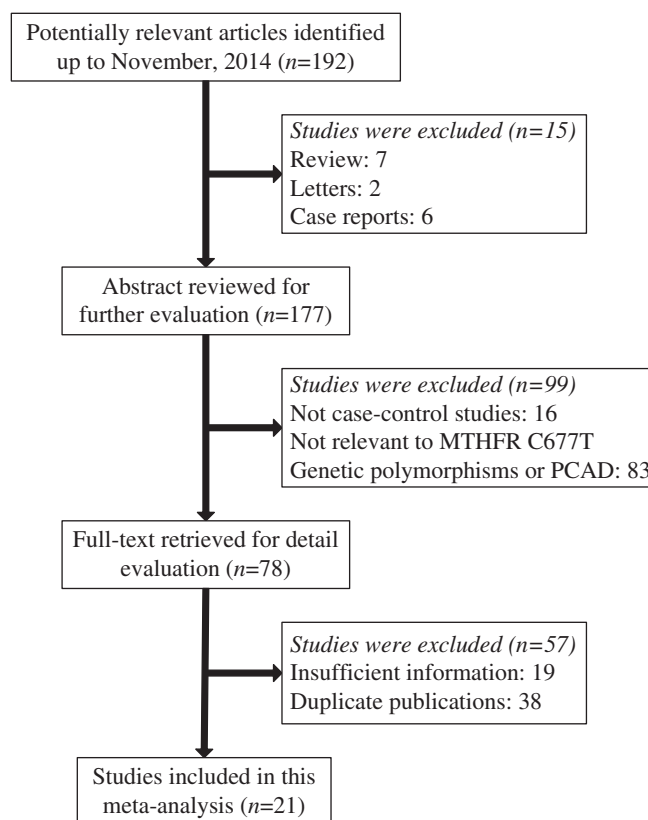 Potentially relevant articles identified
up to November, 2014 (n=192)
Studies were excluded (n=15)
Review: 7
Letters: 2
Case reports: 6
Abstract reviewed for
further evaluation (n=177)
Studies were excluded (n=99)
Not case-control studies: 16
Not relevant to MTHFR C677T
Genetic polymorphisms or PCAD: 83
Full-text retrieved for detail
evaluation (n=78)
Studies were excluded (n=57)
Insufficient information: 19
Duplicate publications: 38
Studies included in this
meta-analysis (n=21)